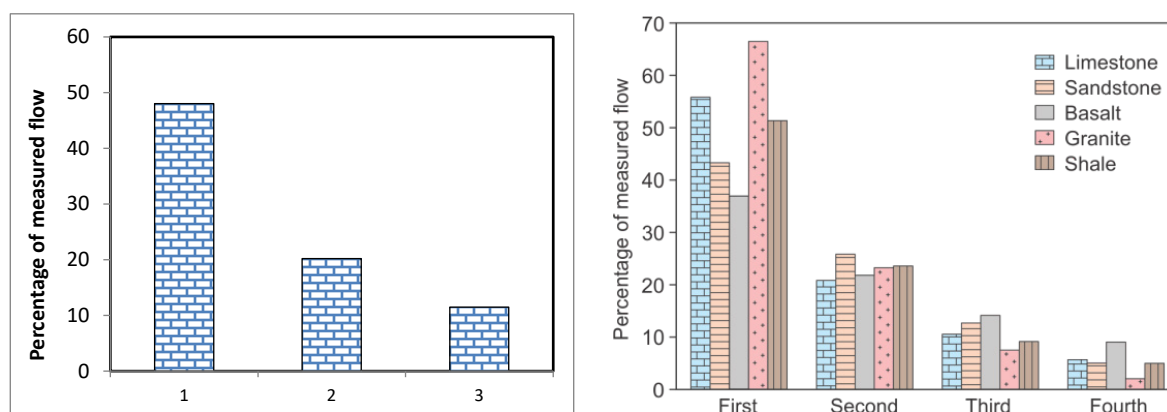 Percentage of measured flow
60
50
40
30
20
10
0
1
2
3
Percentage of measured flow
70
60
50
40
30
20
10
0
Limestone
Sandstone
Basalt
Granite
Shale
First
Second
Third
Fourth